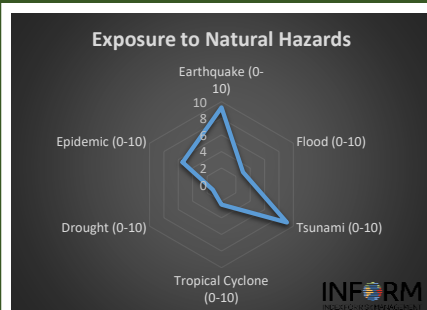 Exposure to Natural Hazards
Earthquake (0-
10)
10
8
6
4
2
0
Epidemic (0-10)
Flood (0-10)
Drought (0-10)
Tsunami (0-10)
Tropical Cyclone
(0-10)
INFORM